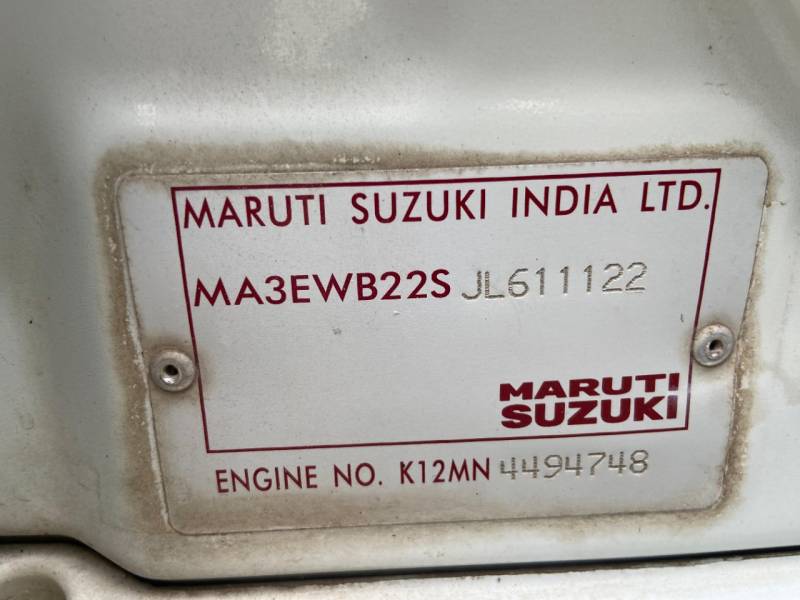 MARUTI SUZUKI INDIA LTD.
MA3EWB22S JL611122
MARUTI
SUZUKI
ENGINE NO. K12MN 4494748